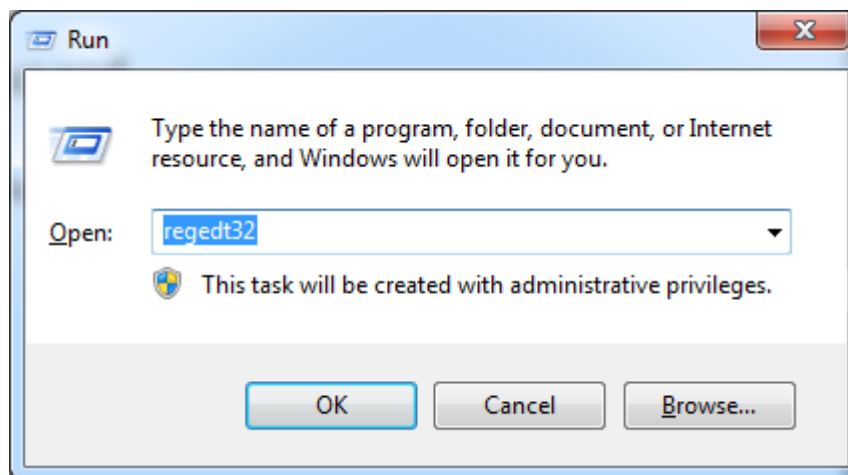 Run
Type the name of a program, folder, document, or Internet
resource, and Windows will open it for you.
Open: regedt32
This task will be created with administrative privileges.
OK Cancel Browse...